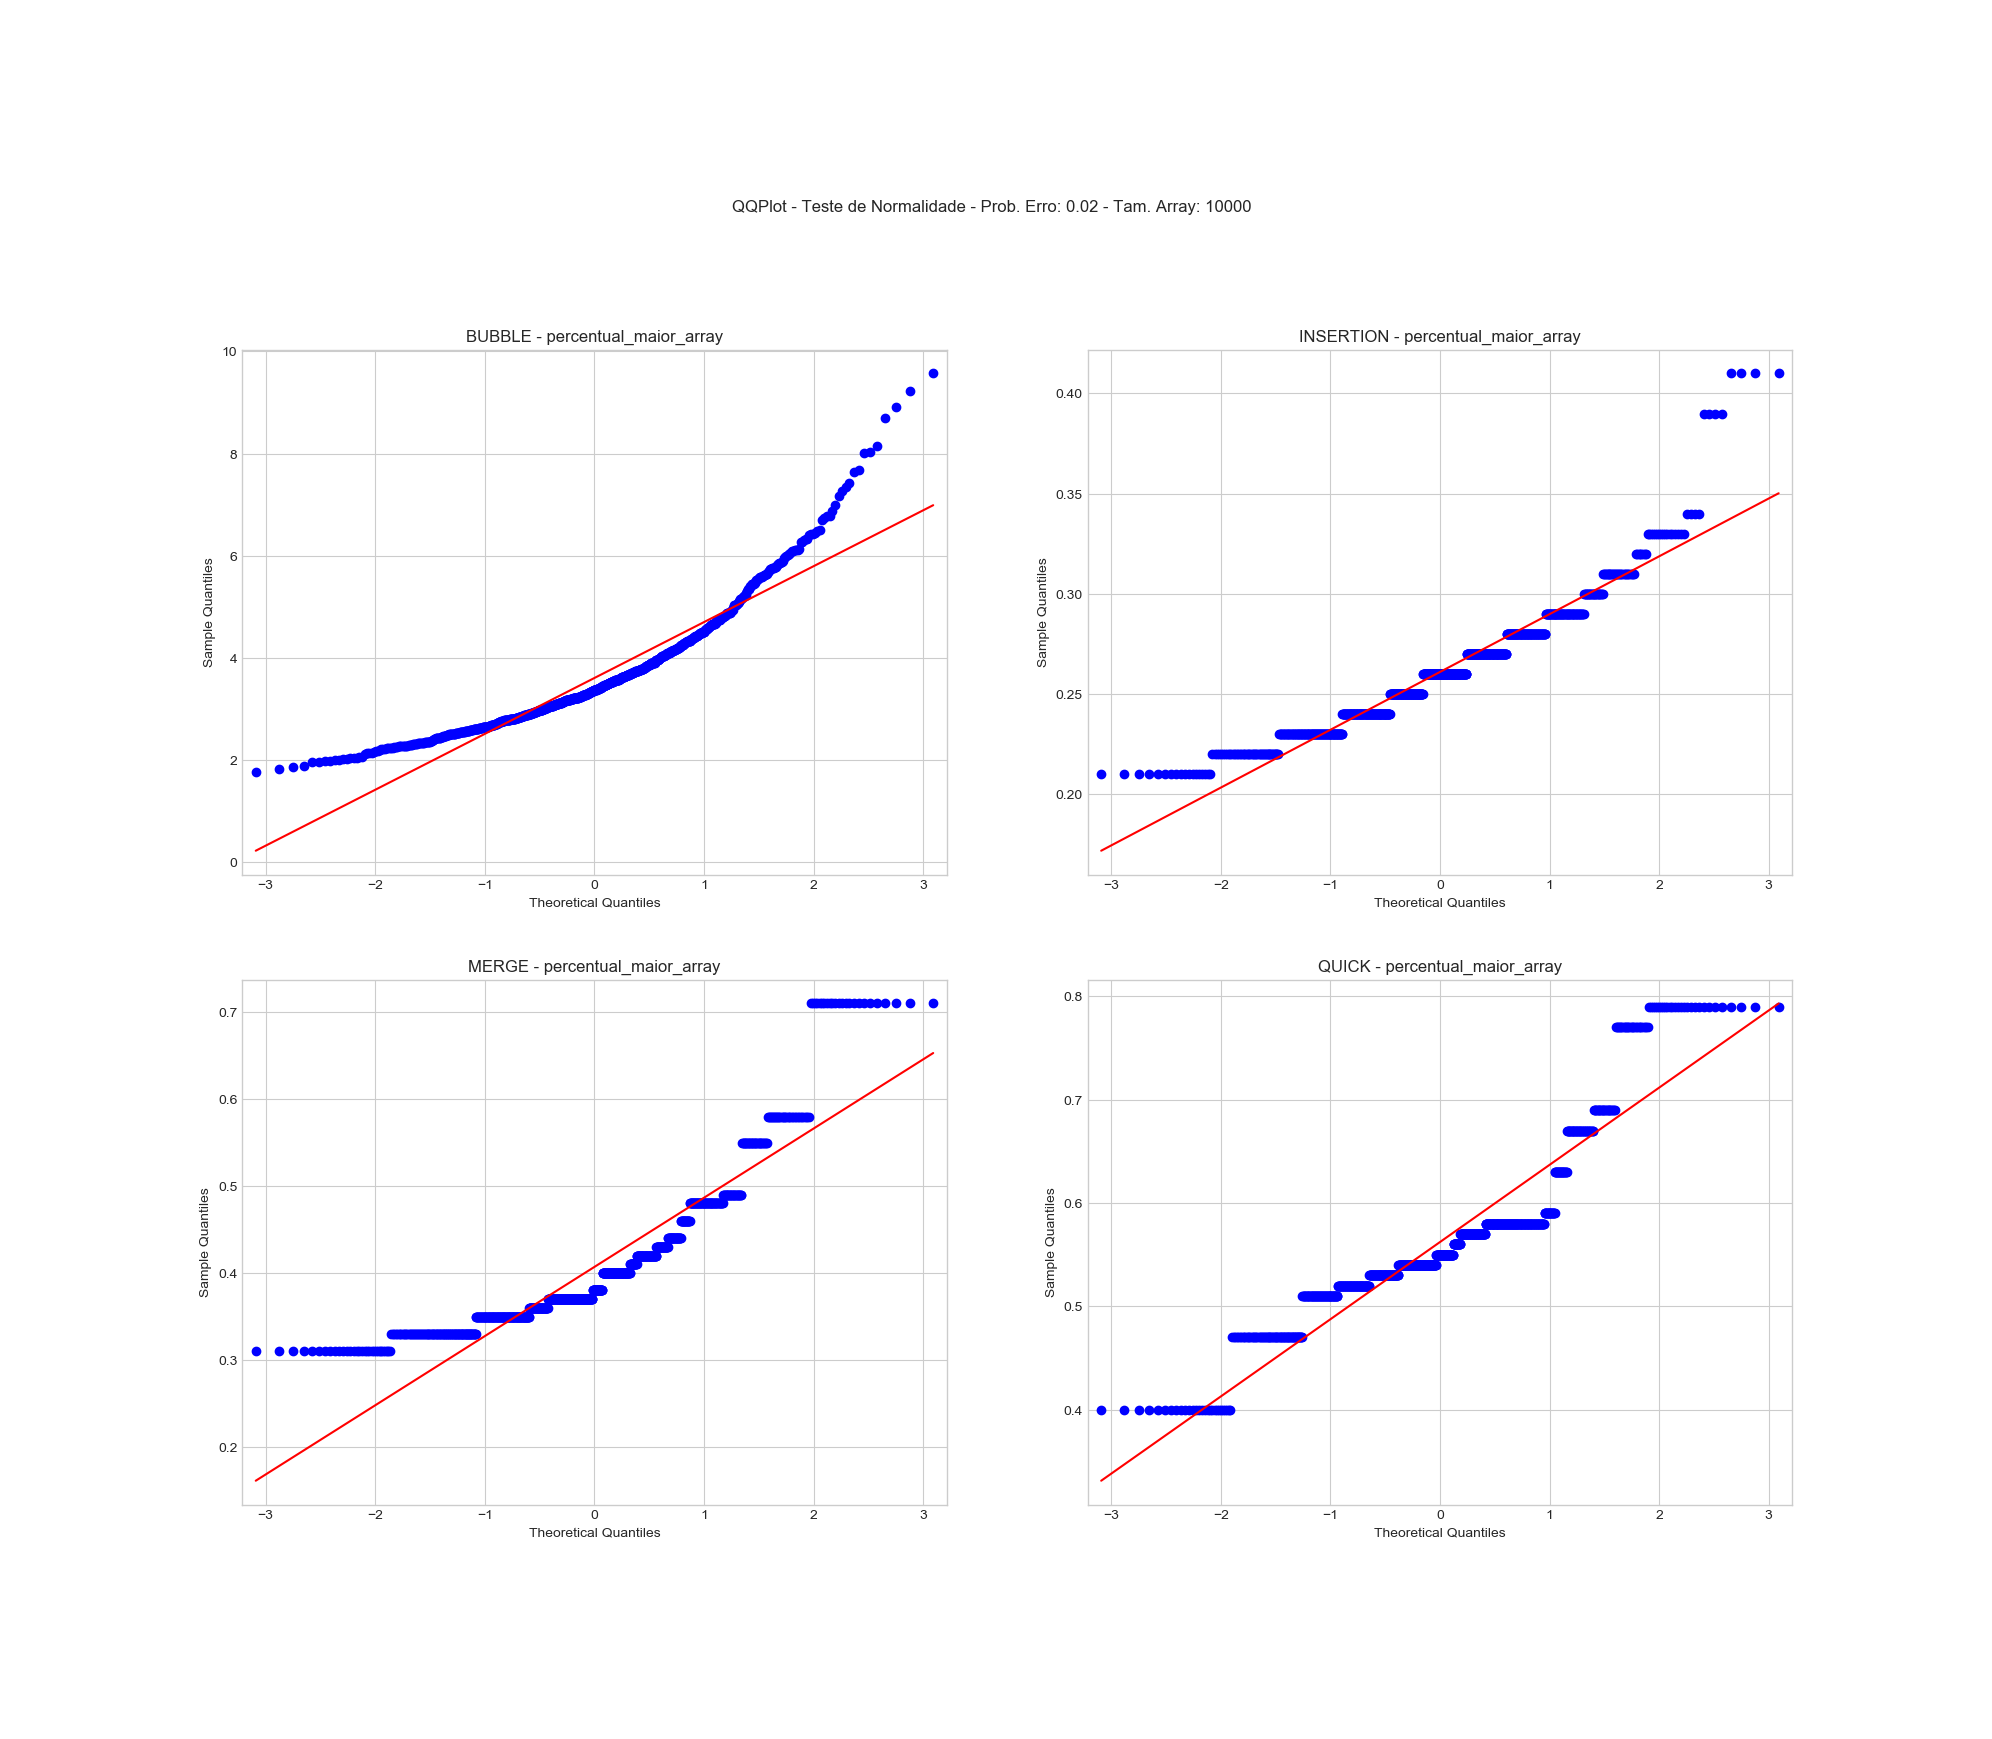 QQPlot - Teste de Normalidade - Prob. Erro: 0.02 - Tam. Array: 10000
BUBBLE - percentual_maior_array
10
8
6
4
2
0
Sample Quantiles
−3 −2 −1 0 1 2 3
Theoretical Quantiles
INSERTION - percentual_maior_array
0.40
0.35
0.30
0.25
0.20
Sample Quantiles
−3 −2 −1 0 1 2 3
Theoretical Quantiles
MERGE - percentual_maior_array
0.7
0.6
0.5
0.4
0.3
0.2
Sample Quantiles
−3 −2 −1 0 1 2 3
Theoretical Quantiles
QUICK - percentual_maior_array
0.8
0.7
0.6
0.5
0.4
Sample Quantiles
−3 −2 −1 0 1 2 3
Theoretical Quantiles